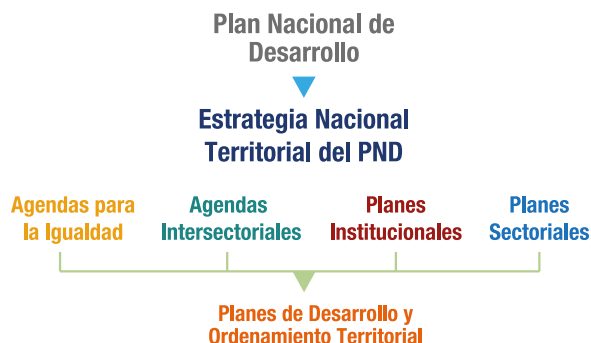 Plan Nacional de
Desarrollo
Estrategia Nacional
Territorial del PND
Agendas para
la Igualdad
Agendas
Intersectoriales
Planes
Institucionales
Planes
Sectoriales
Planes de Desarrollo y
Ordenamiento Territorial